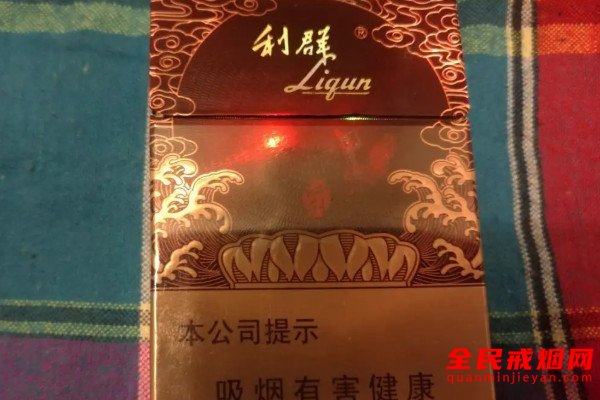 利群®
Liqun
本公司提示
吸烟有害健康
全民戒烟网
quanminjieyan.com